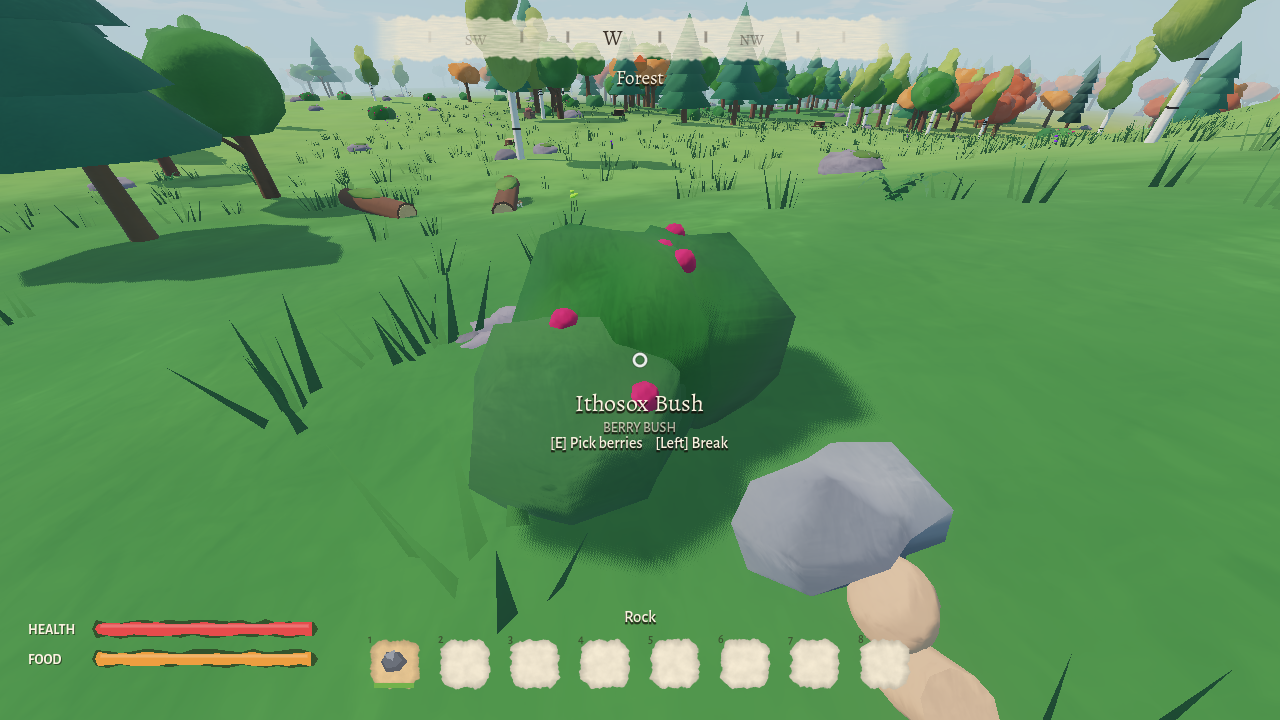 SW W NW
Forest
Ithosox Bush
BERRY BUSH
[E] Pick berries [Left] Break
Rock
HEALTH
FOOD
1 2 3 4 5 6 7 8